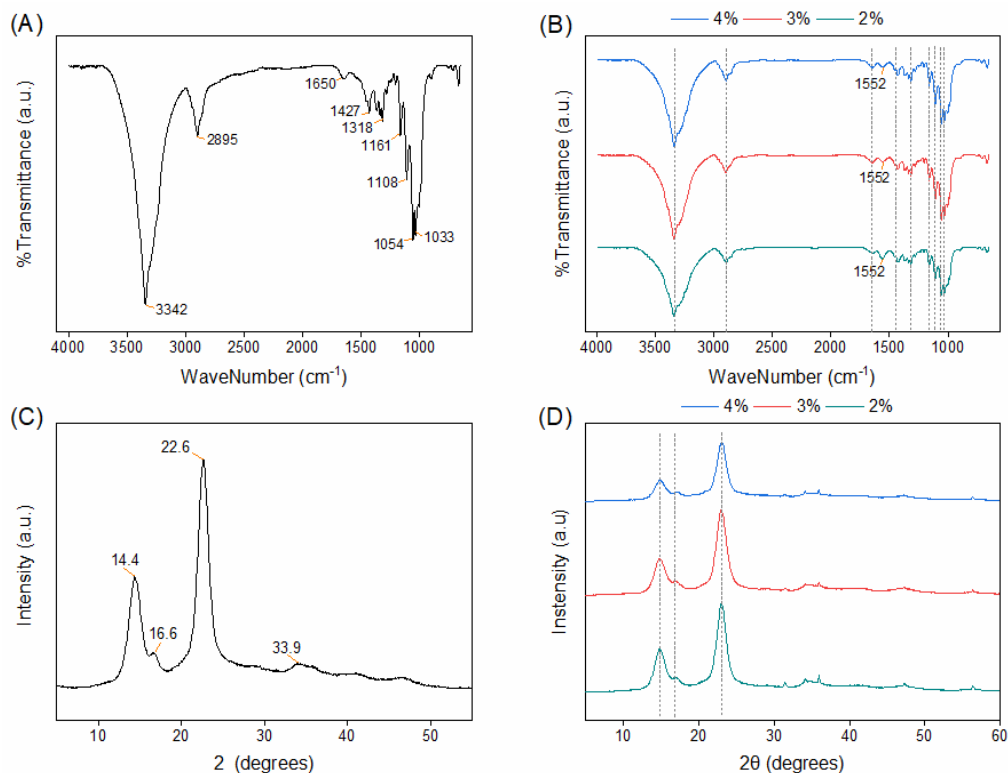 (A)
%Transmittance (a.u.)
3342
2895
1650
1427
1318
1161
1108
1054
1033
4000 3500 3000 2500 2000 1500 1000
WaveNumber (cm-1)
(B)
4% 3% 2%
%Transmittance (a.u.)
1552
1552
1552
4000 3500 3000 2500 2000 1500 1000
WaveNumber (cm-1)
(C)
Intensity (a.u.)
14.4
16.6
22.6
33.9
10 20 30 40 50
2 (degrees)
(D)
4% 3% 2%
Instensity (a.u)
10 20 30 40 50 60
2θ (degrees)